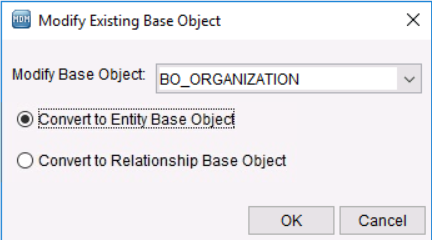 MDM Modify Existing Base Object
Modify Base Object: BO_ORGANIZATION
Convert to Entity Base Object
Convert to Relationship Base Object
OK Cancel